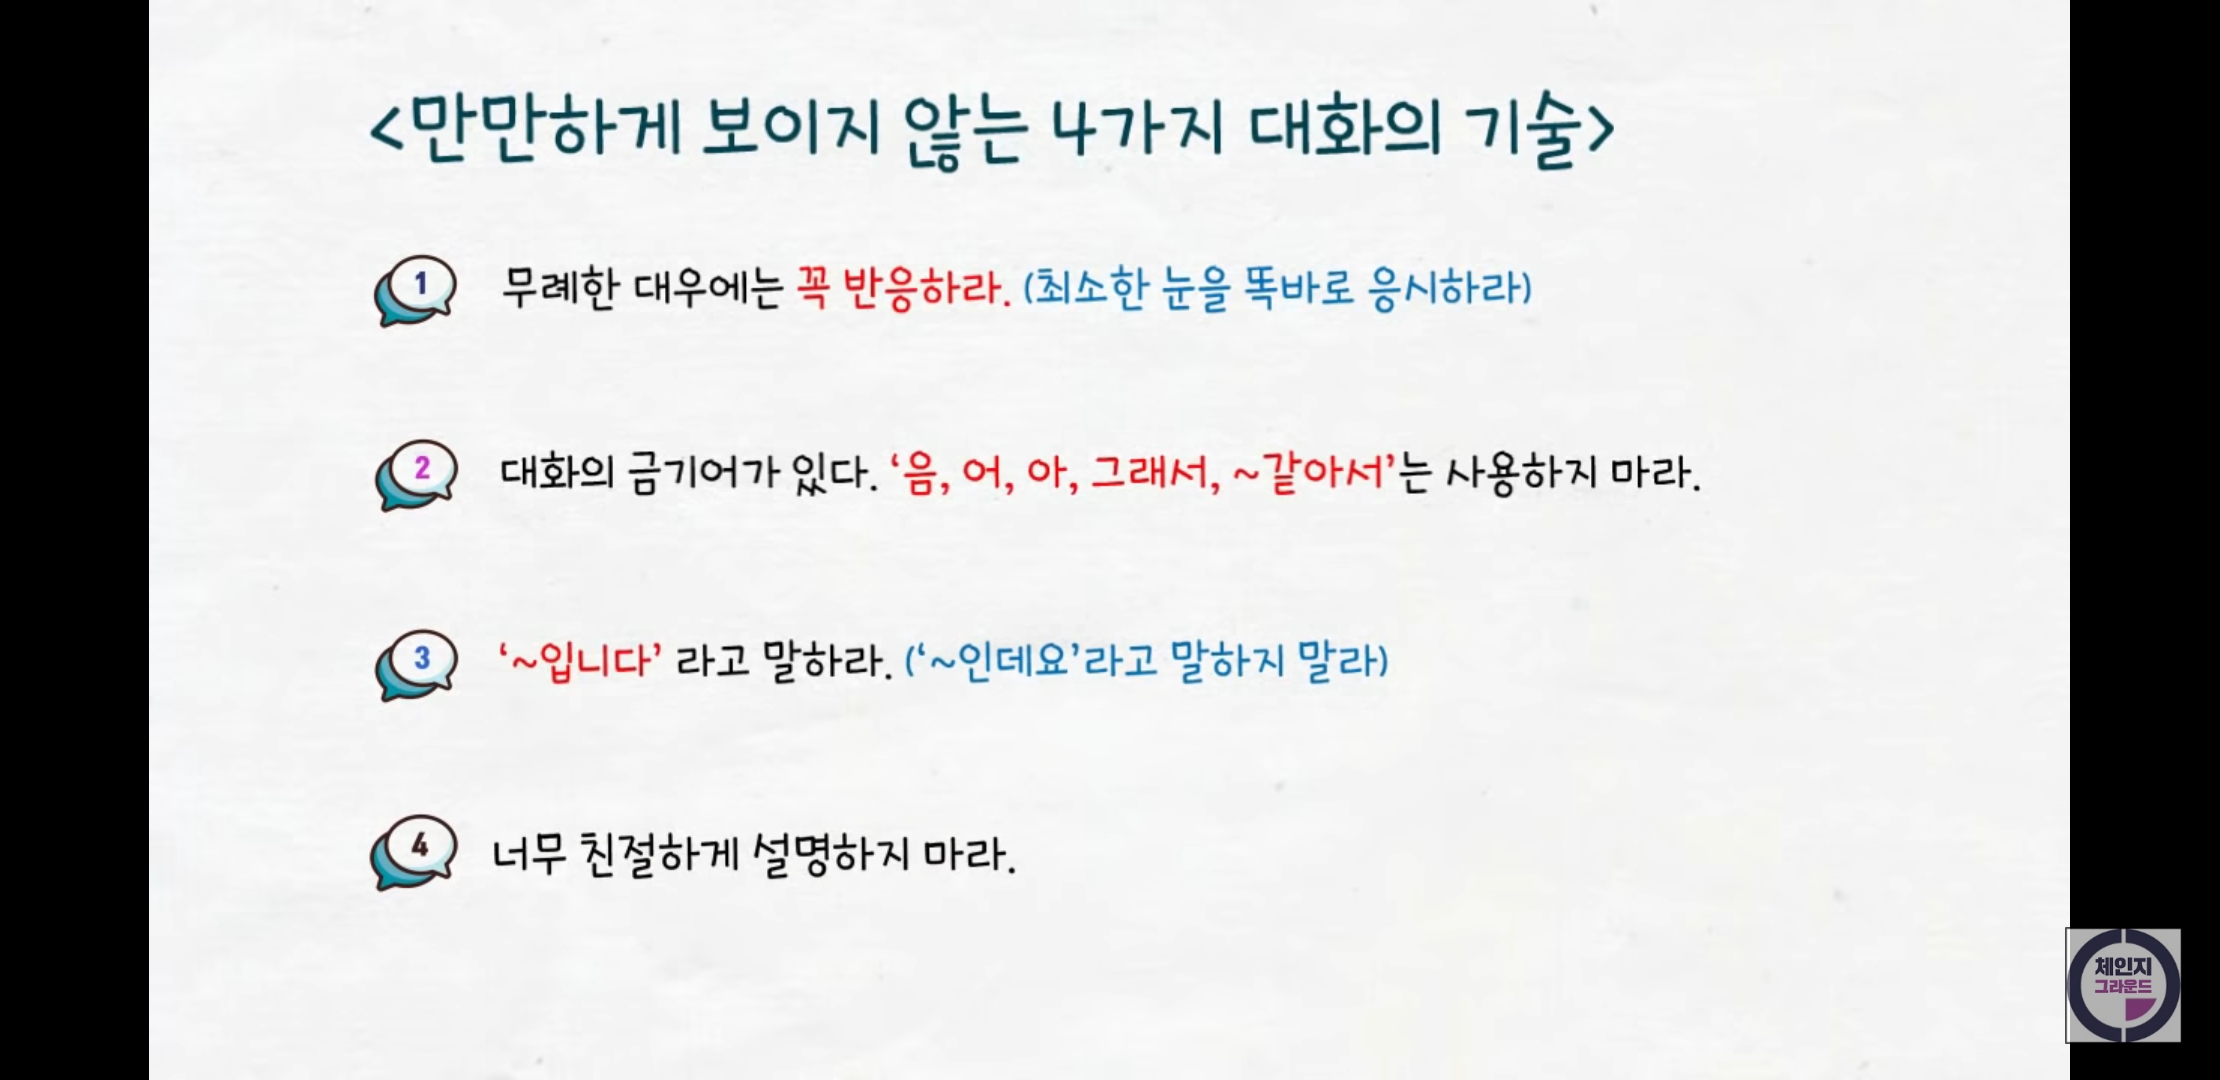 <만만하게 보이지 않는 4가지 대화의 기술>
1 무례한 대우에는 꼭 반응하라. (최소한 눈을 똑바로 응시하라)
2 대화의 금기어가 있다. ‘음, 어, 아, 그래서, ~같아서’는 사용하지 마라.
3 ‘~입니다’ 라고 말하라. (‘~인데요’라고 말하지 말라)
4 너무 친절하게 설명하지 마라.
체인지
그라운드